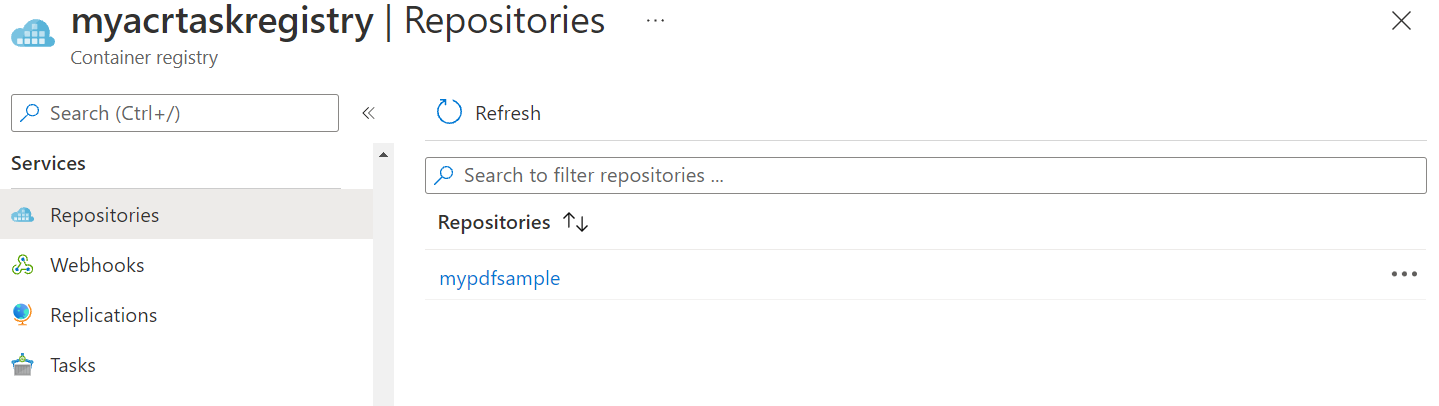 myacrtaskregistry | Repositories ...
Container registry
Search (Ctrl+/)
Refresh
Services
Search to filter repositories ...
Repositories
Repositories
Webhooks
mypdfsample
Replications
Tasks